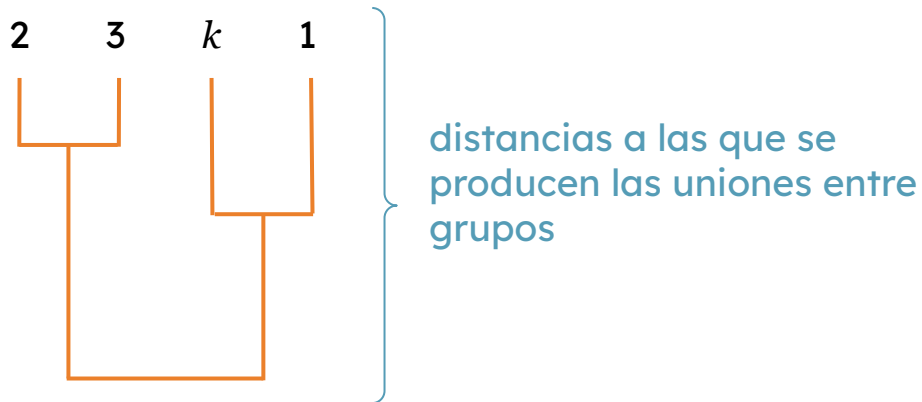 2 3 k 1
distancias a las que se
producen las uniones entre
grupos